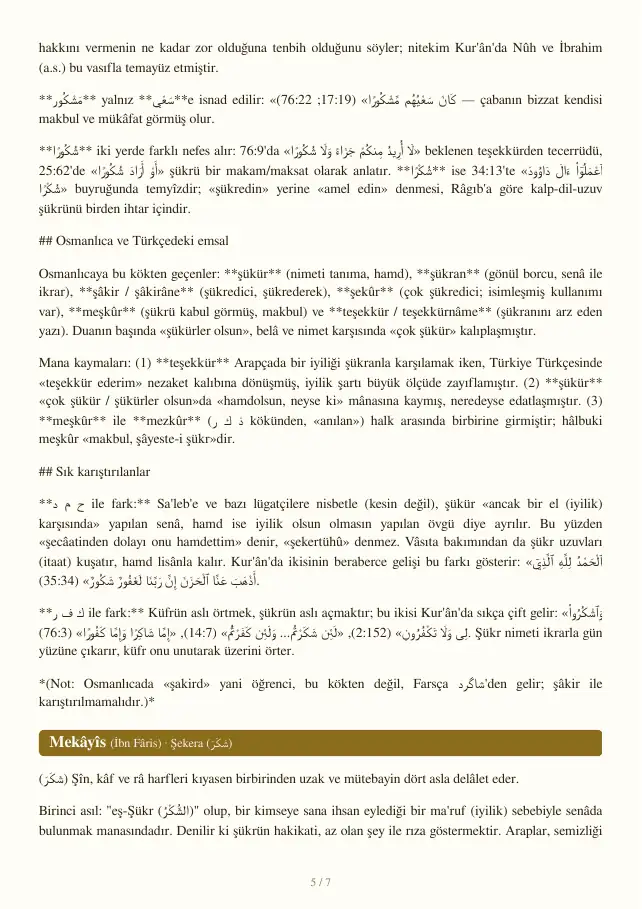 hakkını vermenin ne kadar zor olduğuna tenbih olduğunu söyler; nitekim Kur'ân'da Nûh ve İbrahim
(a.s.) bu vasıfla temayüz etmiştir.
**مَشكُور** yalnız **سَعْى**e isnad edilir: «كَانَ سَعْيُهُم مَّشْكُورًا» (17:19; 76:22) — çabanın bizzat kendisi
makbul ve mükâfat görmüş olur.
**شُكُورًا** iki yerde farklı nefes alır: 76:9'da «لَا أُرِيدُ مِنكُمْ جَزَاءً وَلَا شُكُورًا» beklenen teşekkürden tecerrüdü,
25:62'de «أَوْ أَرَادَ شُكُورًا» şükrü bir makam/maksat olarak anlatır. **شُكْرًا** ise 34:13'te «ٱعْمَلُوٓا۟ ءَالَ دَاوُودَ
شُكْرًا» buyruğunda temyîzdir; «şükredin» yerine «amel edin» denmesi, Râgıb'a göre kalp-dil-uzuv
şükrünü birden ihtar içindir.
## Osmanlıca ve Türkçedeki emsal
Osmanlıcaya bu kökten geçenler: **şükür** (nimeti tanıma, hamd), **şükran** (gönül borcu, senâ ile
ikrar), **şâkir / şâkirâne** (şükredici, şükrederek), **şekûr** (çok şükredici; isimleşmiş kullanımı
var), **meşkûr** (şükrü kabul görmüş, makbul) ve **teşekkür / teşekkürnâme** (şükranını arz eden
yazı). Duanın başında «şükürler olsun», belâ ve nimet karşısında «çok şükür» kalıplaşmıştır.
Mana kaymaları: (1) **teşekkür** Arapçada bir iyiliği şükranla karşılamak iken, Türkiye Türkçesinde
«teşekkür ederim» nezaket kalıbına dönüşmüş, iyilik şartı büyük ölçüde zayıflamıştır. (2) **şükür**
«çok şükür / şükürler olsun»da «hamdolsun, neyse ki» mânasına kaymış, neredeyse edatlaşmıştır. (3)
**meşkûr** ile **mezkûr** (ذ ك ر kökünden, «anılan») halk arasında birbirine girmiştir; hâlbuki
meşkûr «makbul, şâyeste-i şükr»dir.
## Sık karıştırılanlar
**ح م د ile fark:** Sa'leb'e ve bazı lügatçilere nisbetle (kesin değil), şükür «ancak bir el (iyilik)
karşısında» yapılan senâ, hamd ise iyilik olsun olmasın yapılan övgü diye ayrılır. Bu yüzden
«şecâatinden dolayı onu hamdettim» denir, «şekertühû» denmez. Vâsıta bakımından da şükr uzuvları
(itaat) kuşatır, hamd lisânla kalır. Kur'ân'da ikisinin beraberce gelişi bu farkı gösterir: «ٱلْحَمْدُ لِلَّهِ ٱلَّذِىٓ
أَذْهَبَ عَنَّا ٱلْحَزَنَ إِنَّ رَبَّنَا لَغَفُورٌ شَكُورٌ» (35:34).
**ك ف ر ile fark:** Küfrün aslı örtmek, şükrün aslı açmaktır; bu ikisi Kur'ân'da sıkça çift gelir: «وَٱشْكُرُوا۟
لِى وَلَا تَكْفُرُونِ» (2:152), «لَئِن شَكَرْتُمْ... وَلَئِن كَفَرْتُمْ» (14:7), «إِمَّا شَاكِرًا وَإِمَّا كَفُورًا» (76:3). Şükr nimeti ikrarla gün
yüzüne çıkarır, küfr onu unutarak üzerini örter.
*(Not: Osmanlıcada «şakird» yani öğrenci, bu kökten değil, Farsça شاگرد'den gelir; şâkir ile
karıştırılmamalıdır.)*
Mekâyîs (İbn Fâris) · Şekera (شَكَرَ)
(شَكَرَ) Şîn, kâf ve râ harfleri kıyasen birbirinden uzak ve mütebayin dört asla delâlet eder.
Birinci asıl: "eş-Şükr (الشُّكْرُ)" olup, bir kimseye sana ihsan eylediği bir ma'ruf (iyilik) sebebiyle senâda
bulunmak manasındadır. Denilir ki şükrün hakikati, az olan şey ile rıza göstermektir. Araplar, semizliği
5 / 7